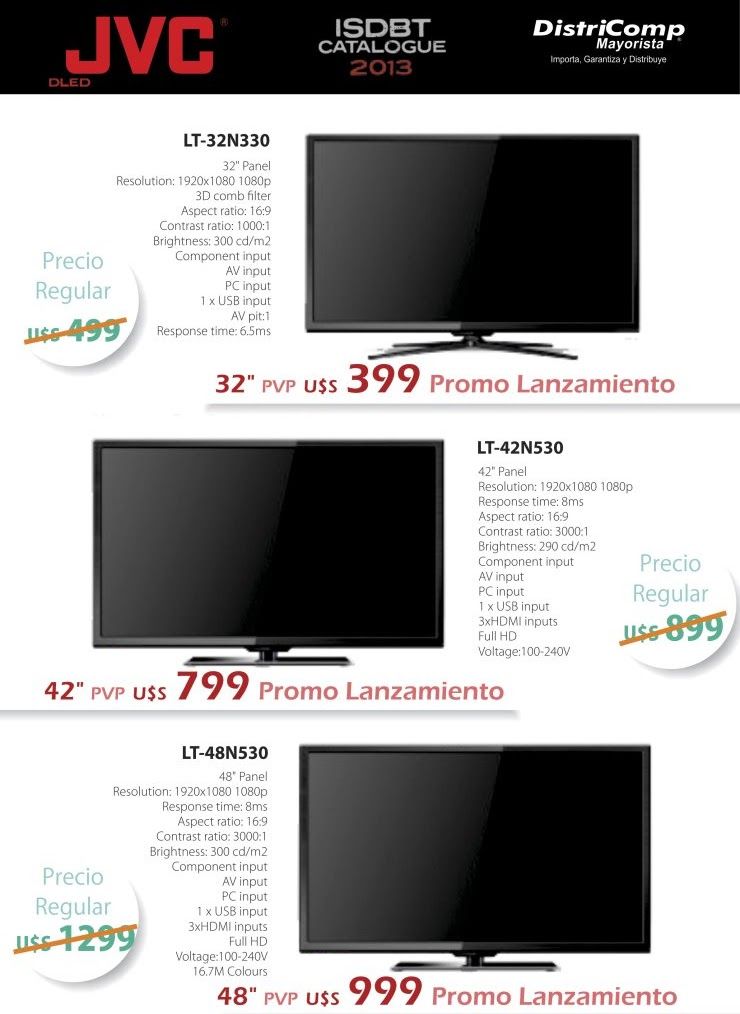 JVC®
DLED
ISDBT
CATALOGUE
2013
DistriComp®
Mayorista
Importa, Garantiza y Distribuye
LT-32N330
32" Panel
Resolution: 1920x1080 1080p
3D comb filter
Aspect ratio: 16:9
Contrast ratio: 1000:1
Brightness: 300 cd/m2
Component input
AV input
PC input
1 x USB input
AV pit:1
Response time: 6.5ms
Precio
Regular
U$S 499
32" PVP U$S 399 Promo Lanzamiento
LT-42N530
42" Panel
Resolution: 1920x1080 1080p
Response time: 8ms
Aspect ratio: 16:9
Contrast ratio: 3000:1
Brightness: 290 cd/m2
Component input
AV input
PC input
1 x USB input
3xHDMI inputs
Full HD
Voltage:100-240V
Precio
Regular
U$S 899
42" PVP U$S 799 Promo Lanzamiento
LT-48N530
48" Panel
Resolution: 1920x1080 1080p
Response time: 8ms
Aspect ratio: 16:9
Contrast ratio: 3000:1
Brightness: 300 cd/m2
Component input
AV input
PC input
1 x USB input
3xHDMI inputs
Full HD
Voltage:100-240V
16.7M Colours
Precio
Regular
U$S 1299
48" PVP U$S 999 Promo Lanzamiento